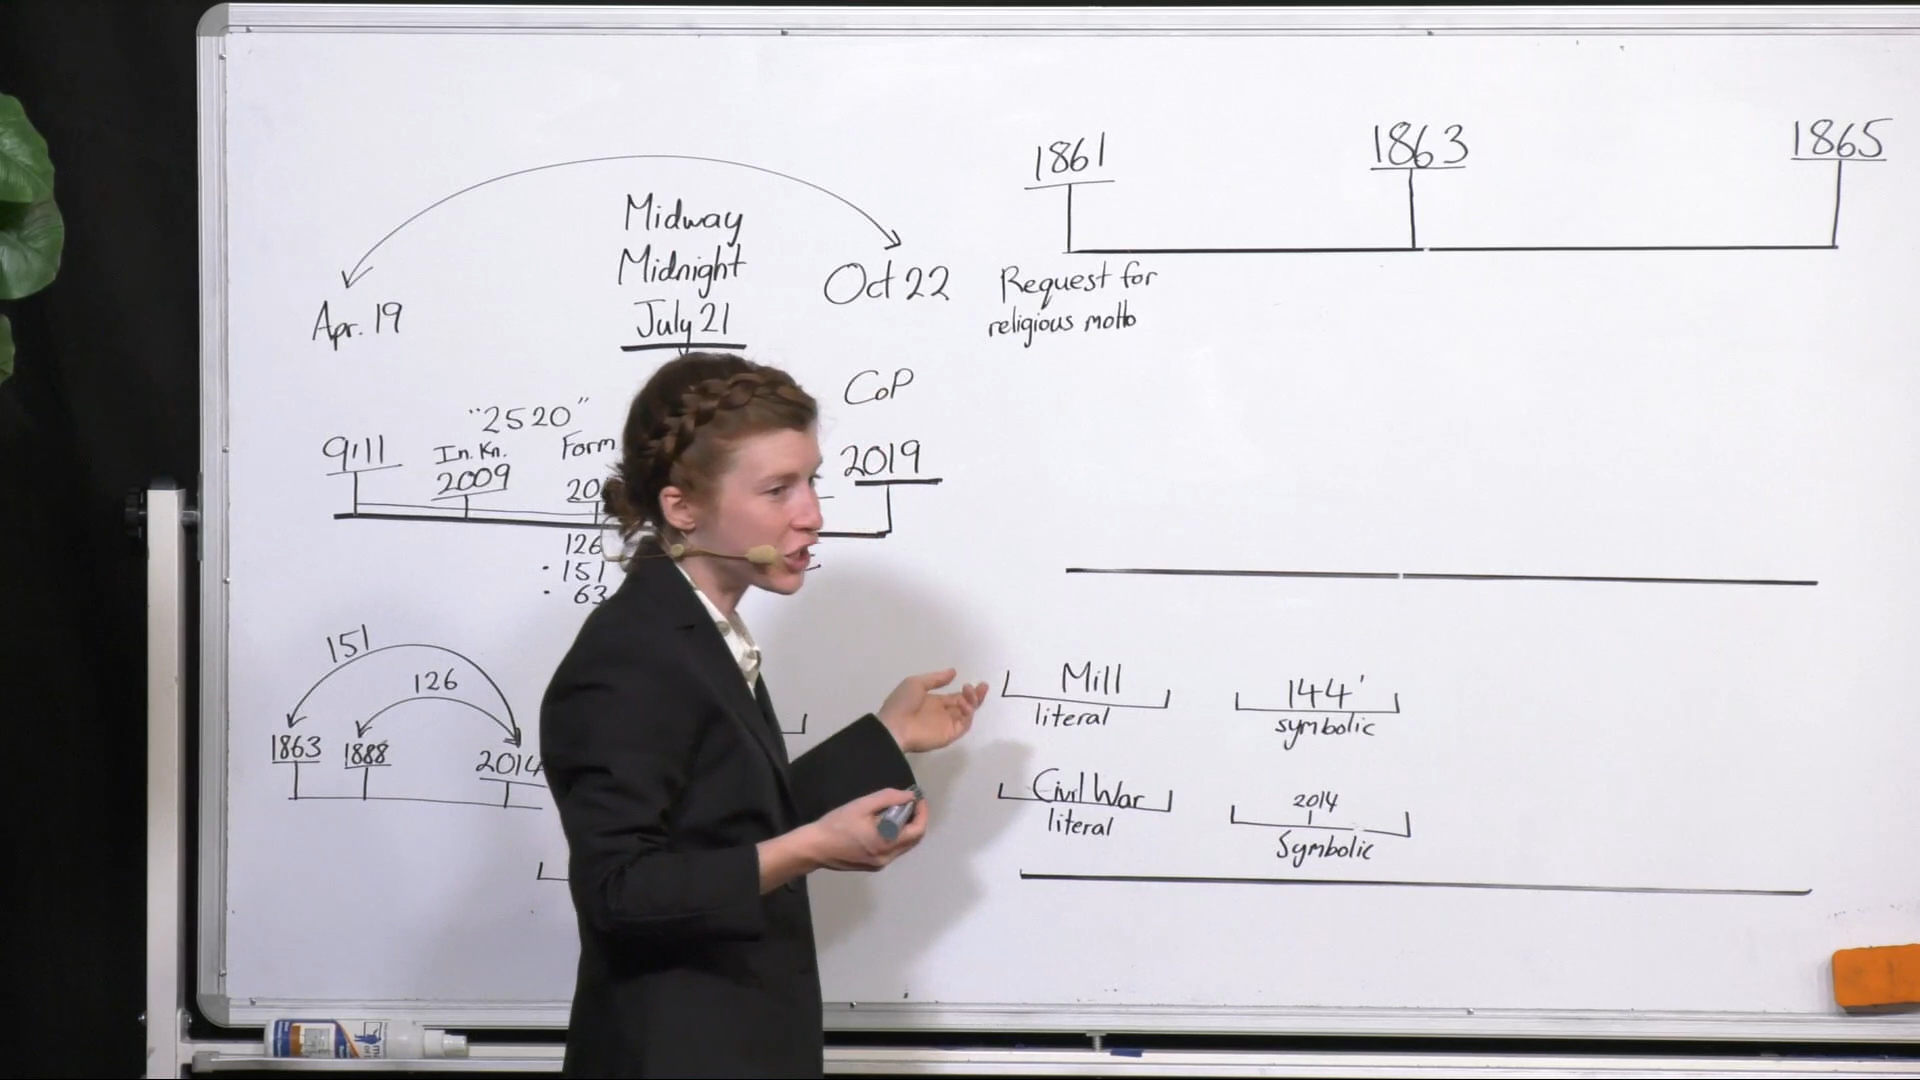 1861
1863
1865
Midway
Midnight
July 21
Apr. 19
Oct 22
Request for
religious motto
CoP
"2520"
9/11
In. Kn.
2009
Form
20
2019
126
· 151
· 63
151
126
1863
1888
2014
Mill
literal
144'
symbolic
Civil War
literal
2014
Symbolic